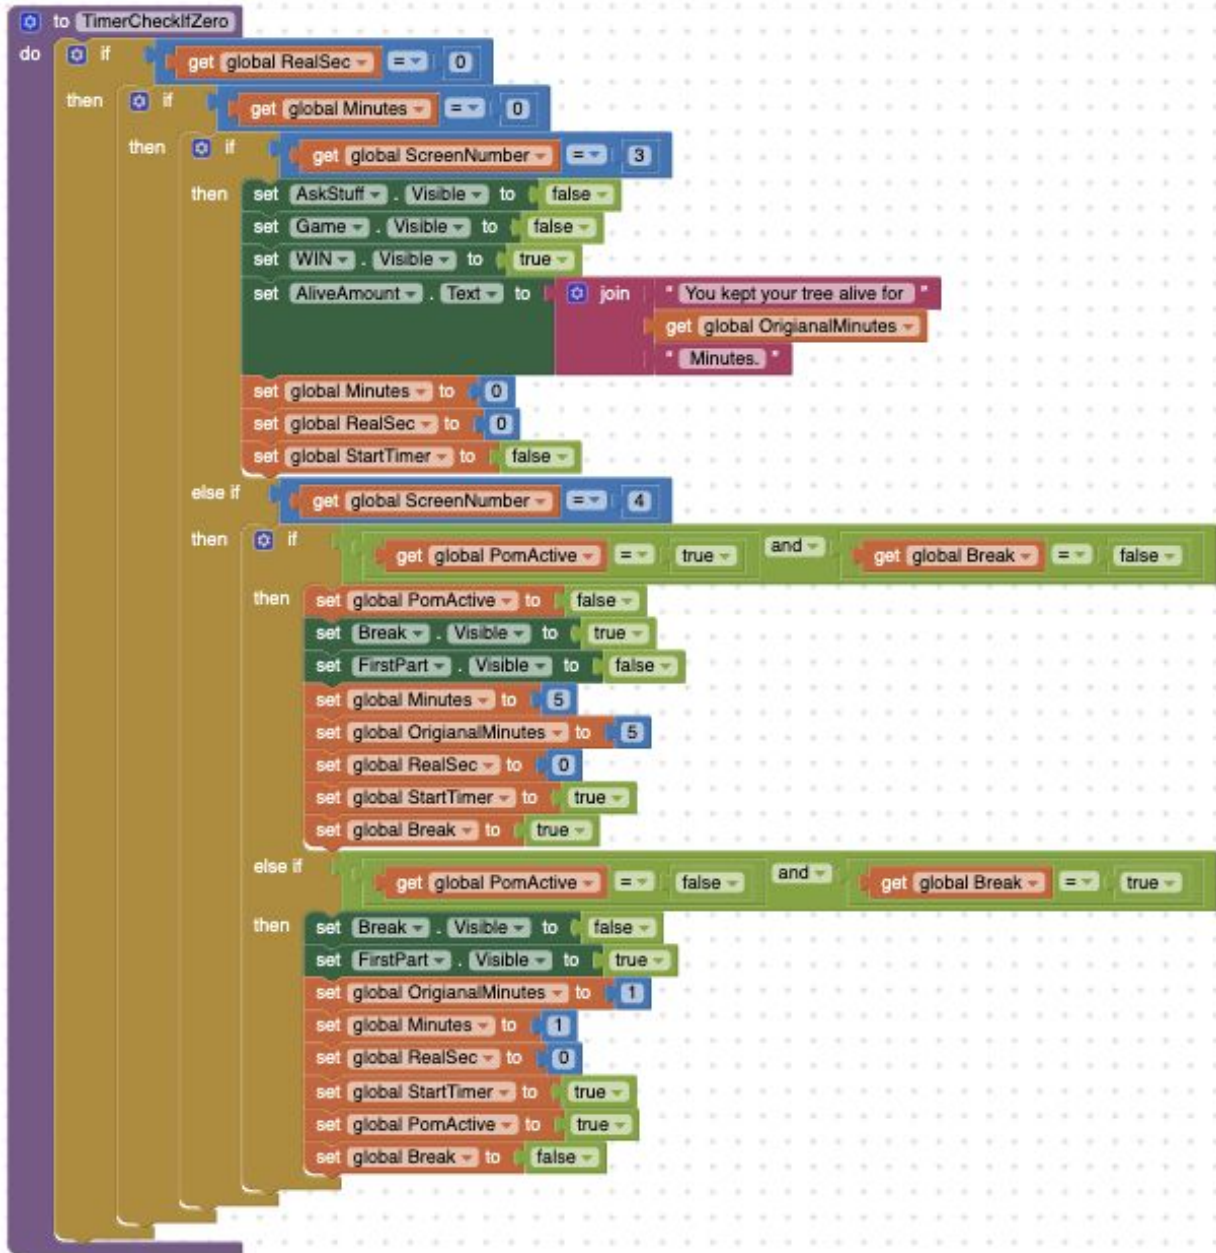 to TimerCheckIfZero
do if get global RealSec = 0
then if get global Minutes = 0
then if get global ScreenNumber = 3
then set AskStuff . Visible to false
set Game . Visible to false
set WIN . Visible to true
set AliveAmount . Text to join " You kept your tree alive for "
get global OrigianalMinutes
" Minutes. "
set global Minutes to 0
set global RealSec to 0
set global StartTimer to false
else if get global ScreenNumber = 4
then if get global PomActive = true and get global Break = false
then set global PomActive to false
set Break . Visible to true
set FirstPart . Visible to false
set global Minutes to 5
set global OrigianalMinutes to 5
set global RealSec to 0
set global StartTimer to true
set global Break to true
else if get global PomActive = false and get global Break = true
then set Break . Visible to false
set FirstPart . Visible to true
set global OrigianalMinutes to 1
set global Minutes to 1
set global RealSec to 0
set global StartTimer to true
set global PomActive to true
set global Break to false